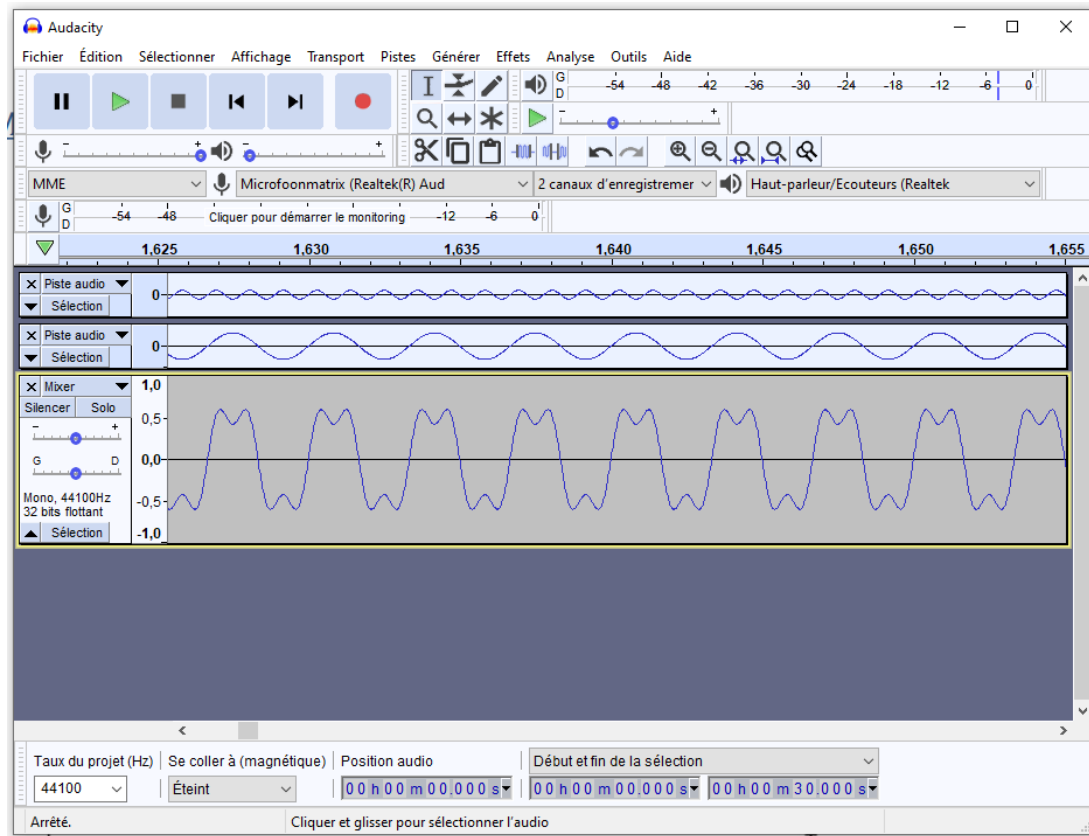 Audacity
Fichier Édition Sélectionner Affichage Transport Pistes Générer Effets Analyse Outils Aide
G D -54 -48 -42 -36 -30 -24 -18 -12 -6 0
MME Microfoonmatrix (Realtek(R) Aud 2 canaux d'enregistremer Haut-parleur/Ecouteurs (Realtek
G D -54 -48 Cliquer pour démarrer le monitoring -12 -6 0
1,625 1,630 1,635 1,640 1,645 1,650 1,655
X Piste audio
0-
Sélection
X Piste audio
0-
Sélection
X Mixer 1,0
Silencer Solo
0,5-
- +
G D 0,0-
Mono, 44100Hz
-0,5-
32 bits flottant
Sélection -1,0
Taux du projet (Hz) Se coller à (magnétique) Position audio Début et fin de la sélection
44100 Éteint 00 h 00 m 00.000 s 00 h 00 m 00.000 s 00 h 00 m 30.000 s
Arrêté. Cliquer et glisser pour sélectionner l'audio